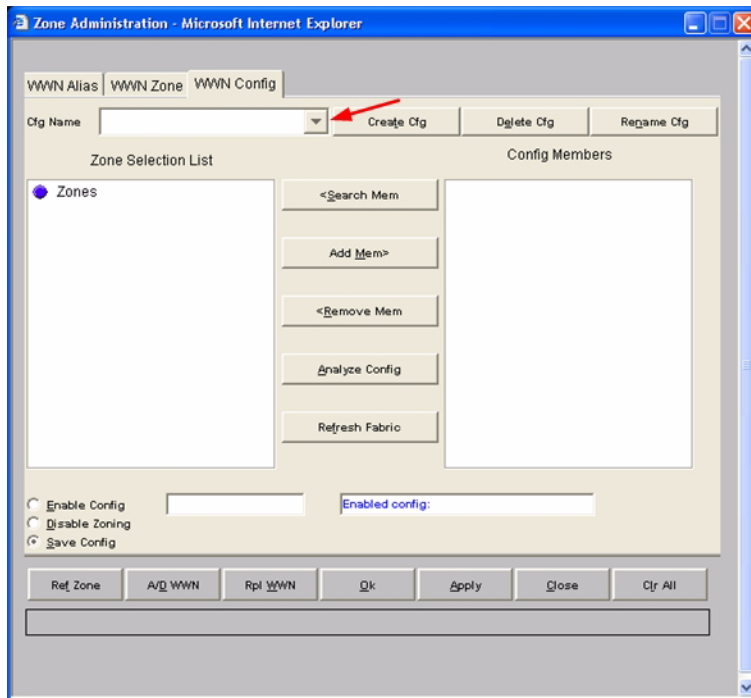 Zone Administration - Microsoft Internet Explorer
WWN Alias WWN Zone WWN Config
Cfg Name Create Cfg Delete Cfg Rename Cfg
Zone Selection List Config Members
Zones
<Search Mem
Add Mem>
<Remove Mem
Analyze Config
Refresh Fabric
Enable Config Enabled config:
Disable Zoning
Save Config
Ref Zone A/D WWN Rpl WWN Ok Apply Close Clr All